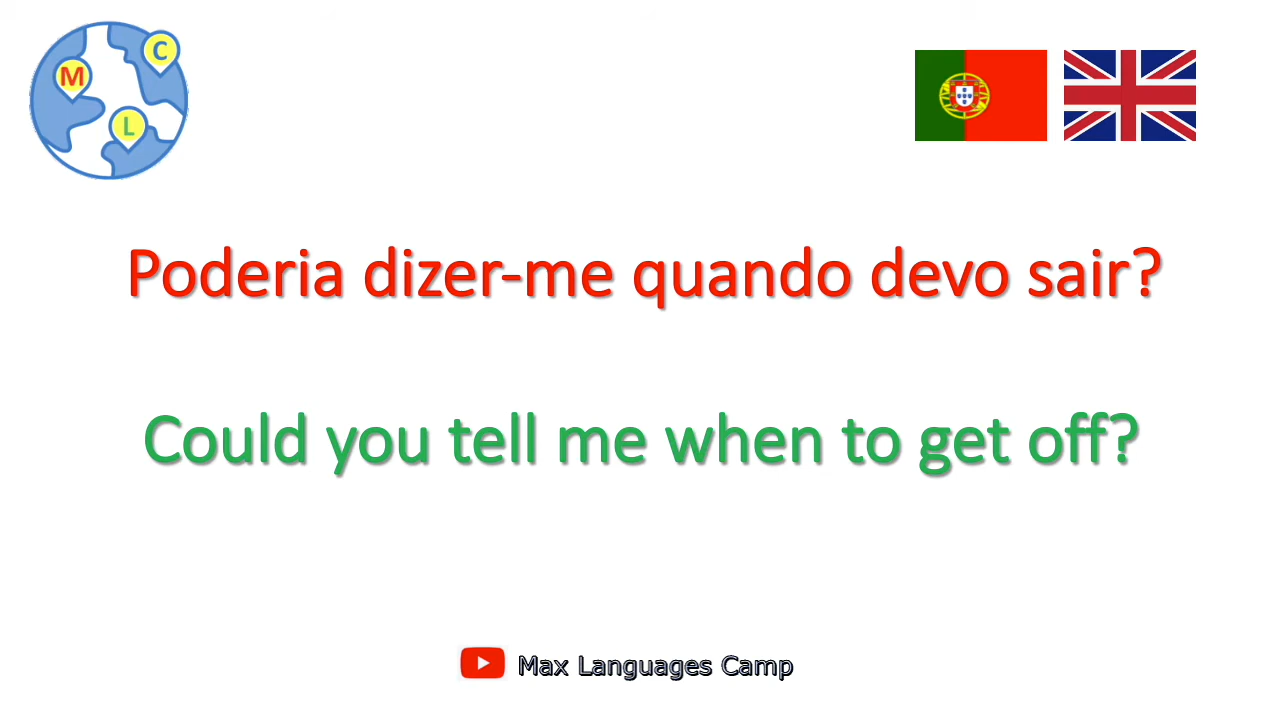 C
M
L
Poderia dizer-me quando devo sair?
Could you tell me when to get off?
Max Languages Camp